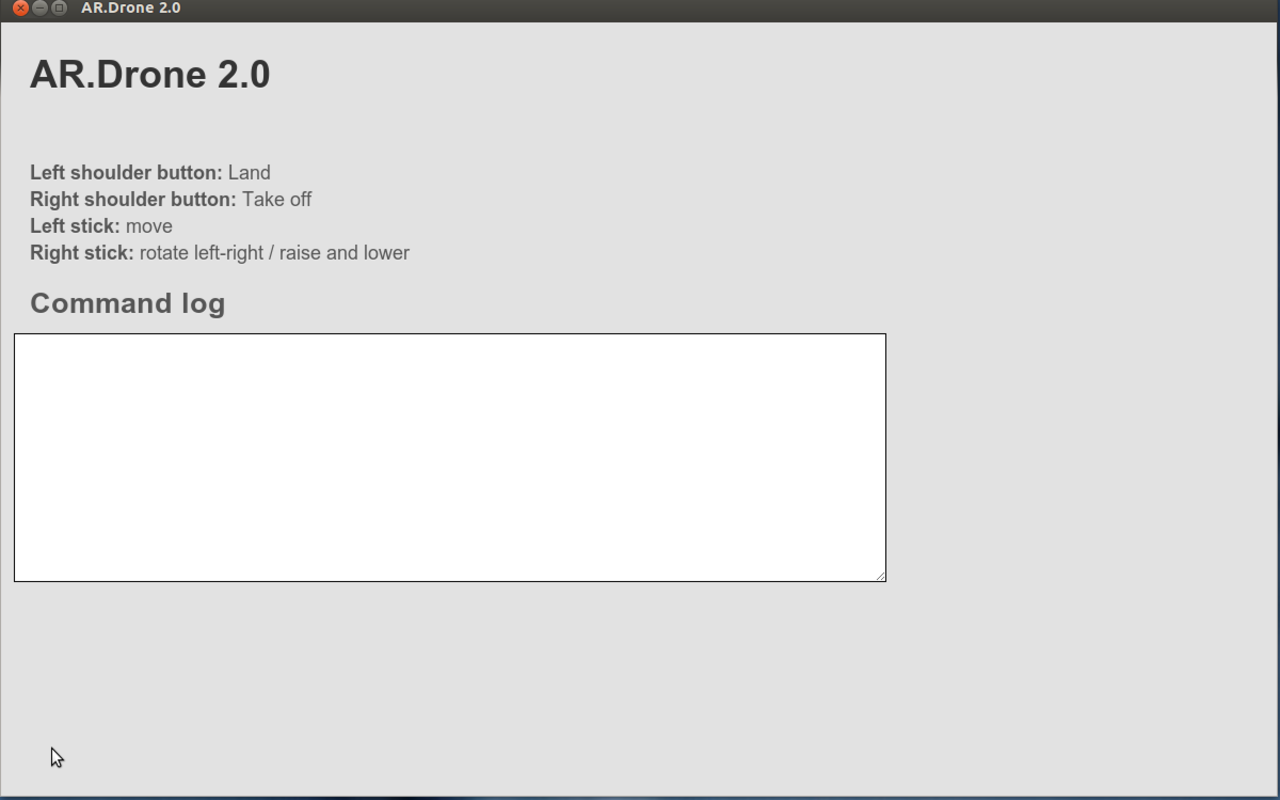 AR.Drone 2.0
AR.Drone 2.0
Left shoulder button: Land
Right shoulder button: Take off
Left stick: move
Right stick: rotate left-right / raise and lower
Command log